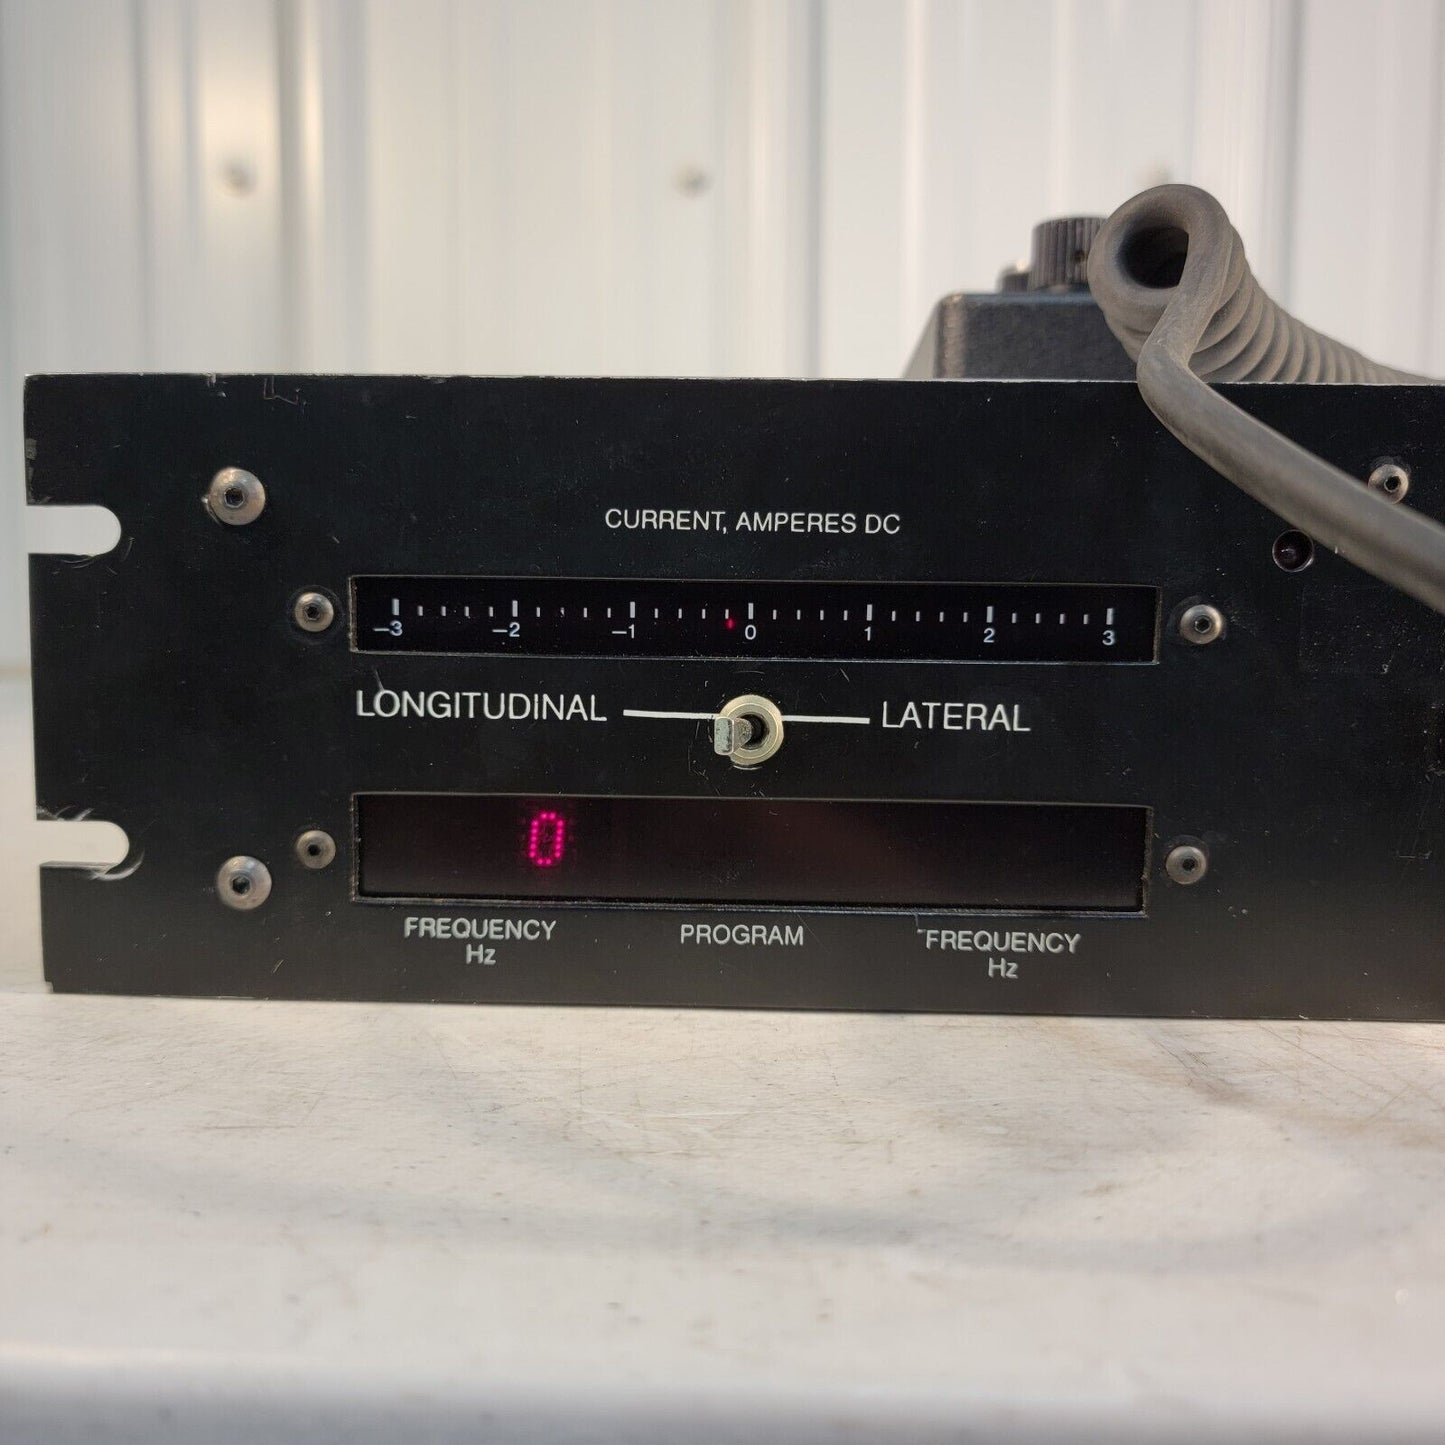 CURRENT, AMPERES DC
–3 –2 –1 0 1 2 3
LONGITUDINAL LATERAL
0
FREQUENCY PROGRAM FREQUENCY
Hz Hz